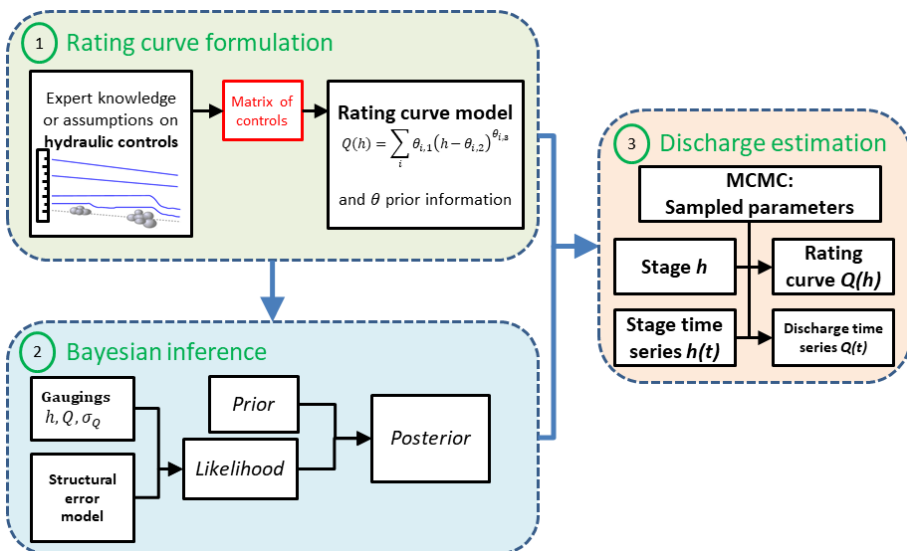 1 Rating curve formulation
Expert knowledge
or assumptions on
hydraulic controls
Matrix of
controls
Rating curve model
Q(h) = ∑ᵢ θᵢ,₁(h − θᵢ,₂)^θᵢ,₃
and θ prior information
2 Bayesian inference
Gaugings
h, Q, σ_Q
Structural
error
model
Prior
Likelihood
Posterior
3 Discharge estimation
MCMC:
Sampled parameters
Stage h
Rating
curve Q(h)
Stage time
series h(t)
Discharge time
series Q(t)